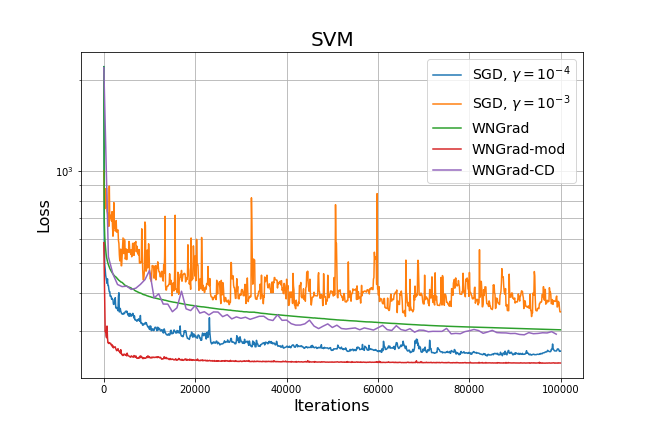 SVM
SGD, γ = 10⁻⁴
SGD, γ = 10⁻³
WNGrad
WNGrad-mod
WNGrad-CD
10³
Loss
0 20000 40000 60000 80000 100000
Iterations